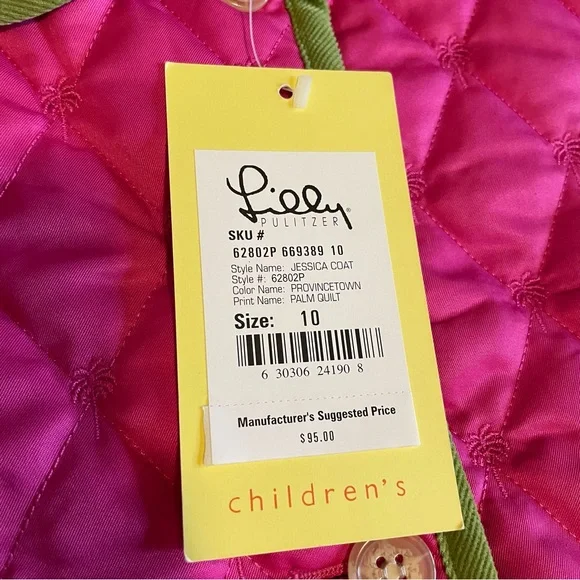 Lilly®
PULITZER
SKU #
62802P 669389 10
Style Name: JESSICA COAT
Style #: 62802P
Color Name: PROVINCETOWN
Print Name: PALM QUILT
Size: 10
6 30306 24190 8
Manufacturer's Suggested Price
$95.00
children's